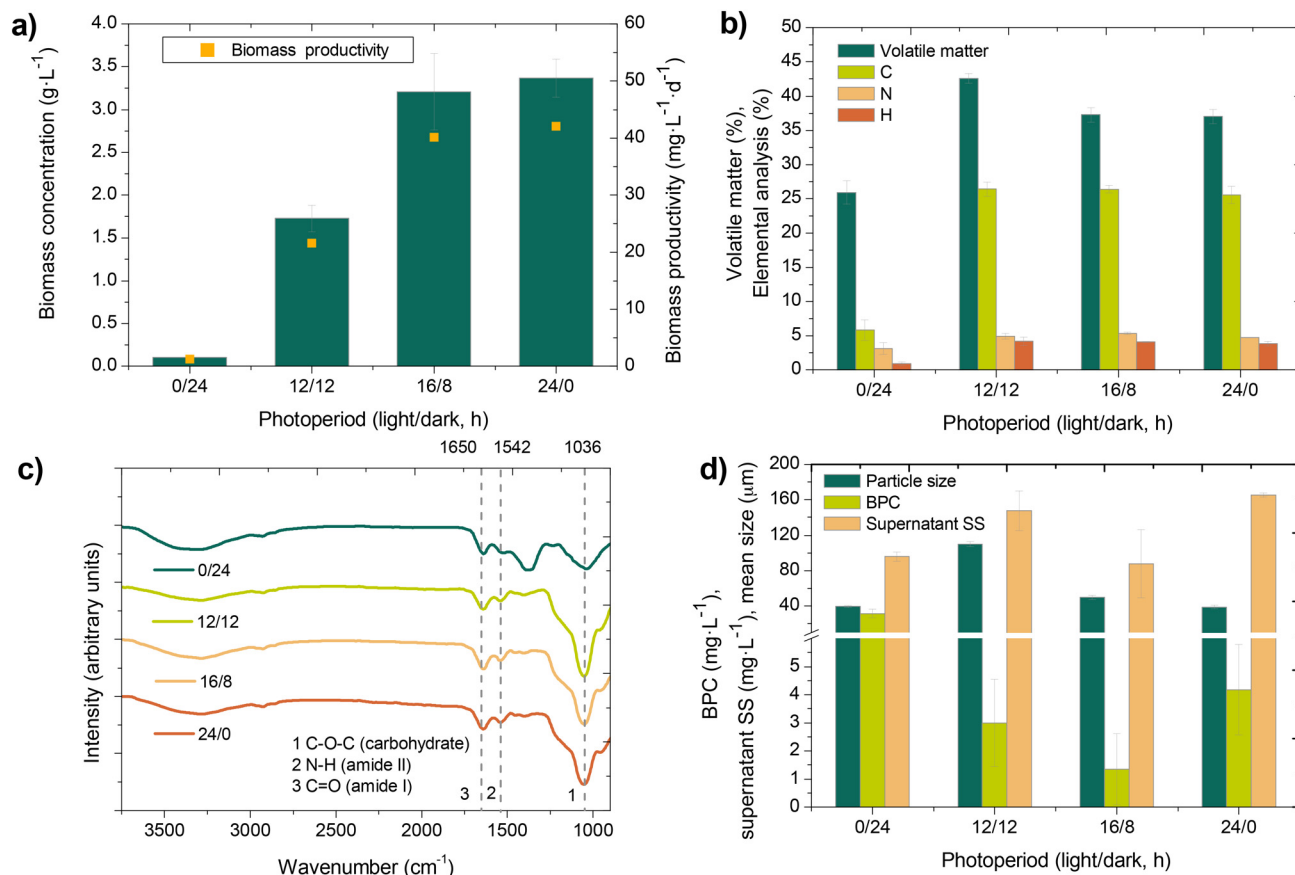 a)
Biomass concentration (g·L⁻¹)
4.0
3.5
3.0
2.5
2.0
1.5
1.0
0.5
0.0
Biomass productivity
60
50
40
30
20
10
0
Biomass productivity (mg·L⁻¹·d⁻¹)
0/24 12/12 16/8 24/0
Photoperiod (light/dark, h)
b)
Volatile matter (%),
Elemental analysis (%)
50
45
40
35
30
25
20
15
10
5
0
Volatile matter
C
N
H
0/24 12/12 16/8 24/0
Photoperiod (light/dark, h)
c)
1650 1542 1036
Intensity (arbitrary units)
0/24
12/12
16/8
24/0
1 C-O-C (carbohydrate)
2 N-H (amide II)
3 C=O (amide I)
3 2 1
3500 3000 2500 2000 1500 1000
Wavenumber (cm⁻¹)
d)
BPC (mg·L⁻¹),
supernatant SS (mg·L⁻¹), mean size (μm)
200
160
120
80
40
5
4
3
2
1
0
Particle size
BPC
Supernatant SS
0/24 12/12 16/8 24/0
Photoperiod (light/dark, h)